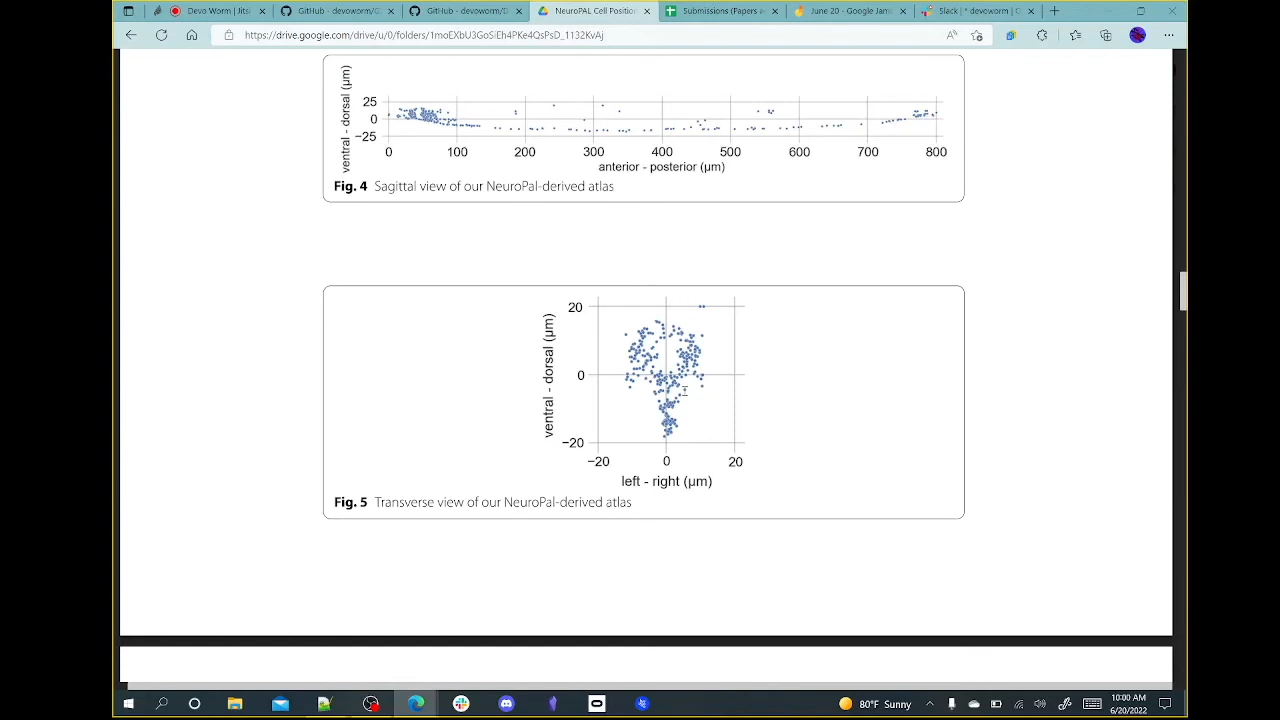 Devo Worm | Jitsi
GitHub - devoworm/
GitHub - devoworm/D
NeuroPAL Cell Position
Submissions (Papers a
June 20 - Google Jam
Slack | * devoworm |
https://drive.google.com/drive/u/0/folders/
ventral - dorsal (μm)
25
0
−25
0 100 200 300 400 500 600 700 800
anterior - posterior (μm)
Fig. 4 Sagittal view of our NeuroPal-derived atlas
ventral - dorsal (μm)
20
0
−20
−20 0 20
left - right (μm)
Fig. 5 Transverse view of our NeuroPal-derived atlas
80°F Sunny
10:00 AM
6/20/2022